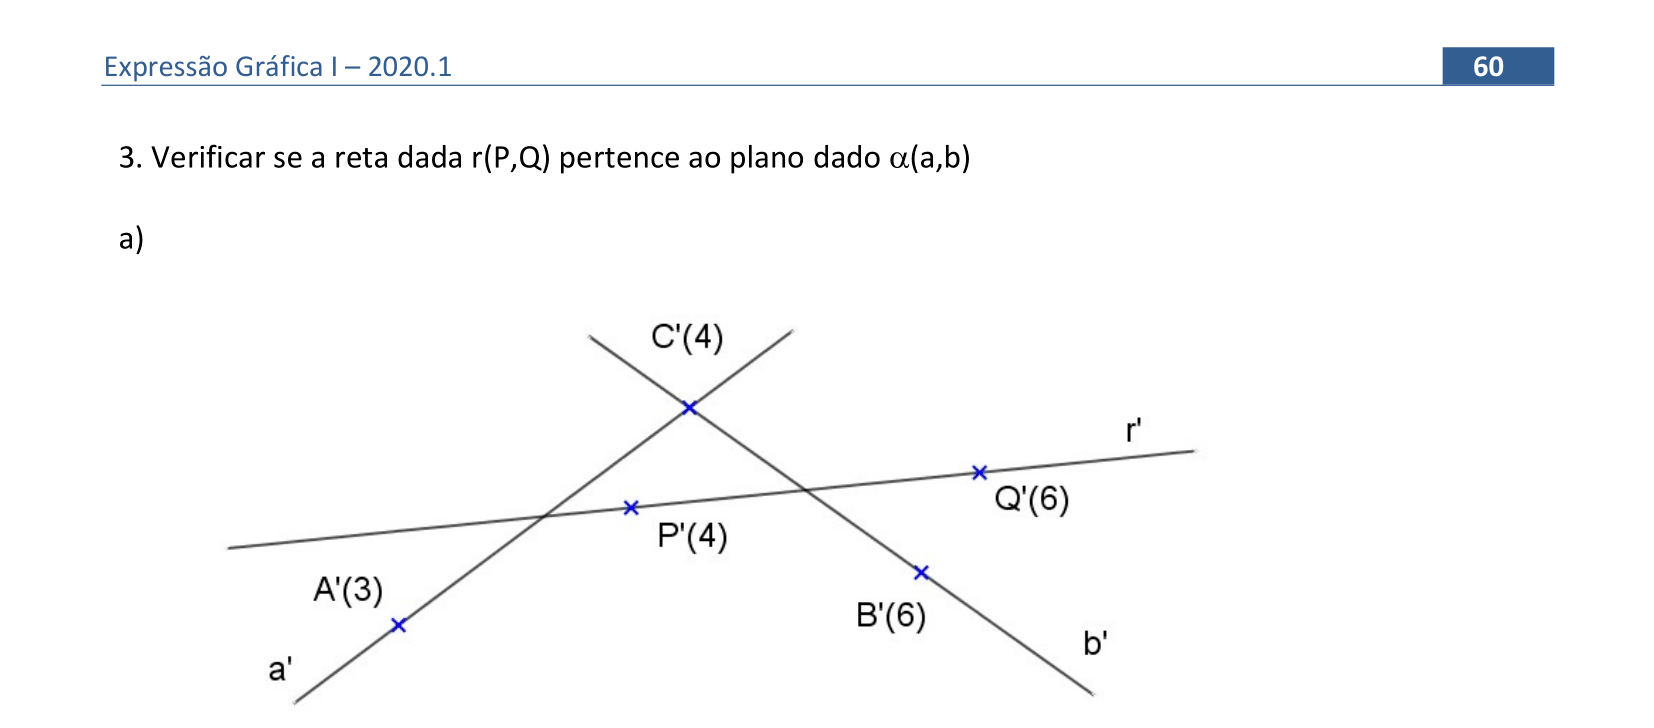 Expressão Gráfica I – 2020.1 60
3. Verificar se a reta dada r(P,Q) pertence ao plano dado α(a,b)
a)
C'(4)
r'
Q'(6)
P'(4)
A'(3)
B'(6)
b'
a'